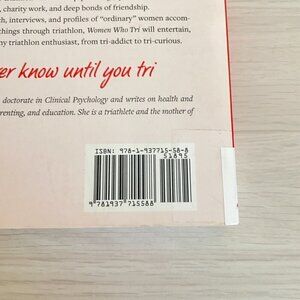 , charity work, and deep bonds of friendship.
h, interviews, and profiles of "ordinary" women accom-
things through triathlon, Women Who Tri will entertain,
ny triathlon enthusiast, from tri-addict to tri-curious.
er know until you tri
doctorate in Clinical Psychology and writes on health and
renting, and education. She is a triathlete and the mother of
ISBN: 978-1-937715-58-8
51895
9 781937 715588